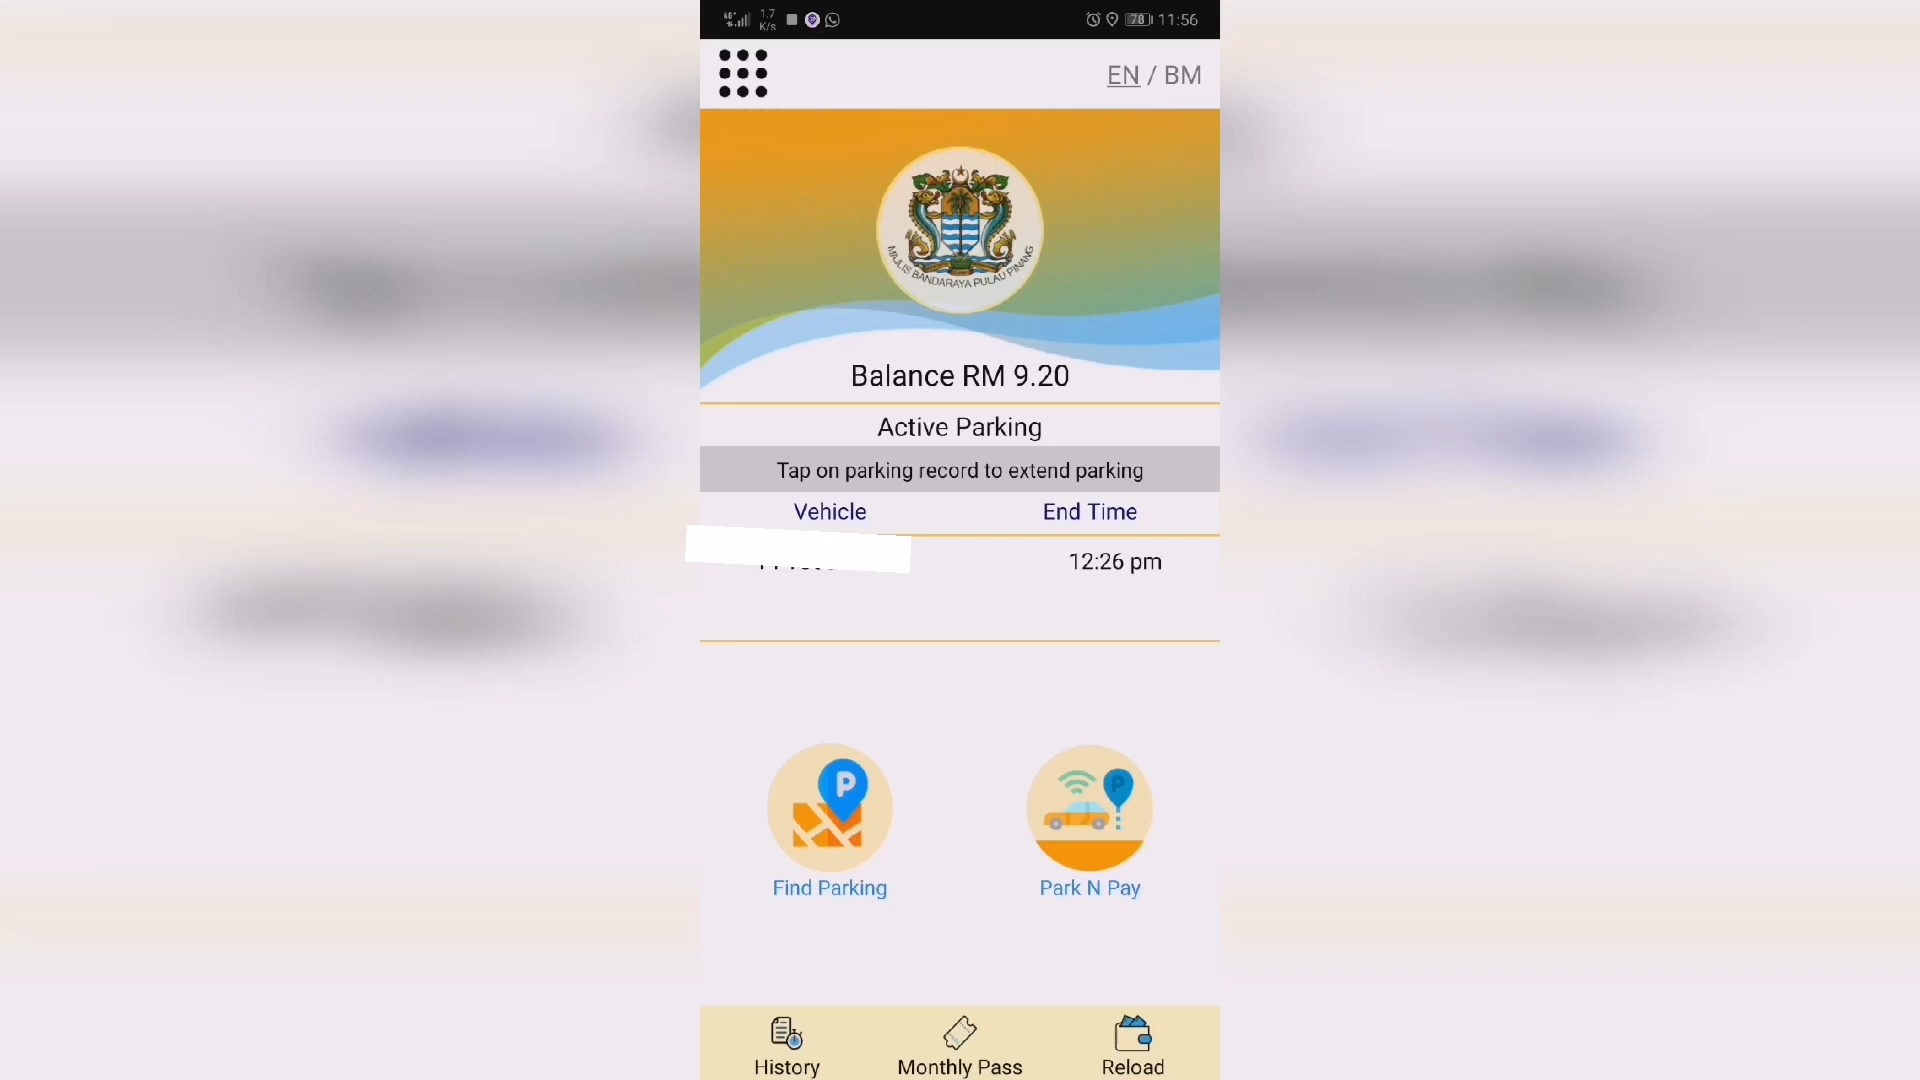 1.7
K/s
78 11:56
EN / BM
MAJLIS BANDARAYA PULAU PINANG
Balance RM 9.20
Active Parking
Tap on parking record to extend parking
Vehicle End Time
12:26 pm
P
P
Find Parking Park N Pay
History Monthly Pass Reload